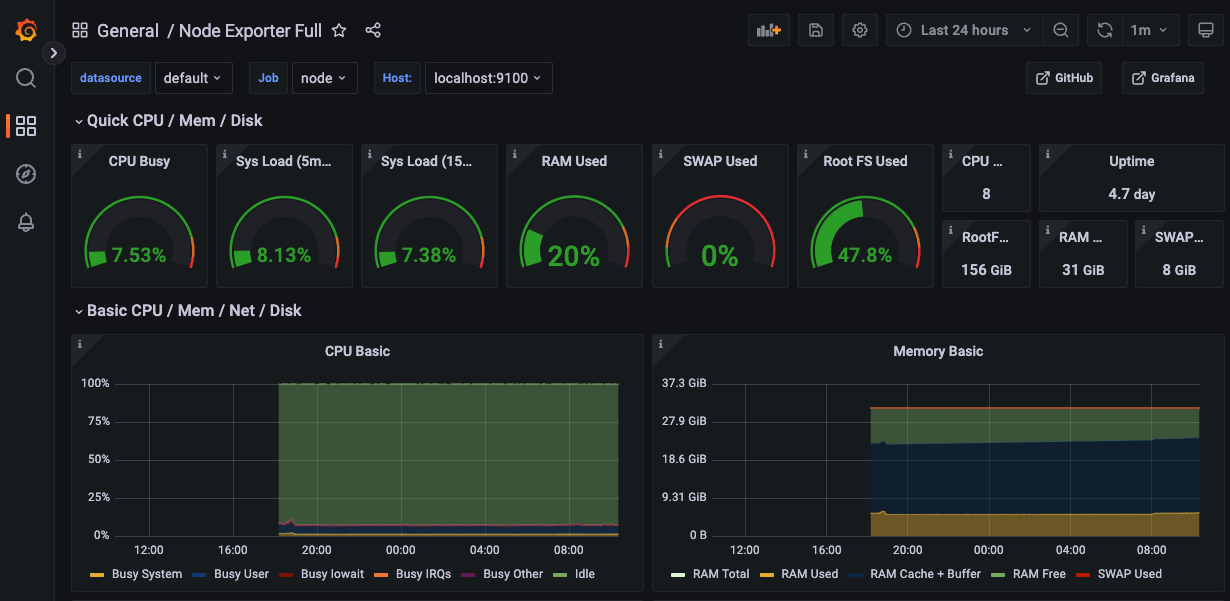 General / Node Exporter Full
Last 24 hours
1m
datasource default Job node Host: localhost:9100
GitHub Grafana
Quick CPU / Mem / Disk
CPU Busy
7.53%
Sys Load (5m...
8.13%
Sys Load (15...
7.38%
RAM Used
20%
SWAP Used
0%
Root FS Used
47.8%
CPU ...
8
Uptime
4.7 day
RootF...
156 GiB
RAM ...
31 GiB
SWAP...
8 GiB
Basic CPU / Mem / Net / Disk
CPU Basic
100%
75%
50%
25%
0%
12:00 16:00 20:00 00:00 04:00 08:00
Busy System Busy User Busy Iowait Busy IRQs Busy Other Idle
Memory Basic
37.3 GiB
27.9 GiB
18.6 GiB
9.31 GiB
0 B
12:00 16:00 20:00 00:00 04:00 08:00
RAM Total RAM Used RAM Cache + Buffer RAM Free SWAP Used